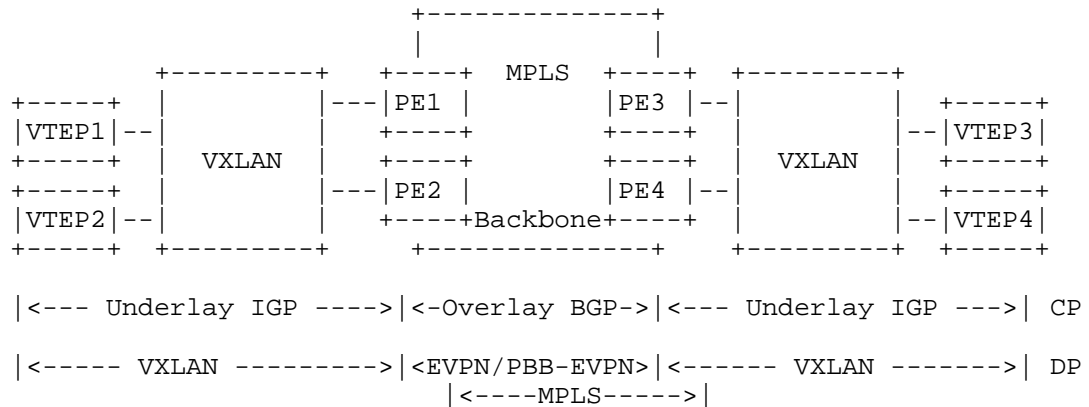 +--------------+
                            |              |
         +---------+    +----+  MPLS  +----+  +---------+
+-----+  |         |---|PE1 |        |PE3 |--|         |  +-----+
|VTEP1|--|         |   +----+        +----+  |         |--|VTEP3|
+-----+  |  VXLAN  |   +----+        +----+  |  VXLAN  |  +-----+
+-----+  |         |---|PE2 |        |PE4 |--|         |  +-----+
|VTEP2|--|         |   +----+Backbone+----+  |         |--|VTEP4|
+-----+  +---------+     +--------------+    +---------+  +-----+
|<--- Underlay IGP ---->|<-Overlay BGP->|<--- Underlay IGP --->| CP
|<----- VXLAN --------->|<EVPN/PBB-EVPN>|<------ VXLAN ------->| DP
                          |<----MPLS----->|